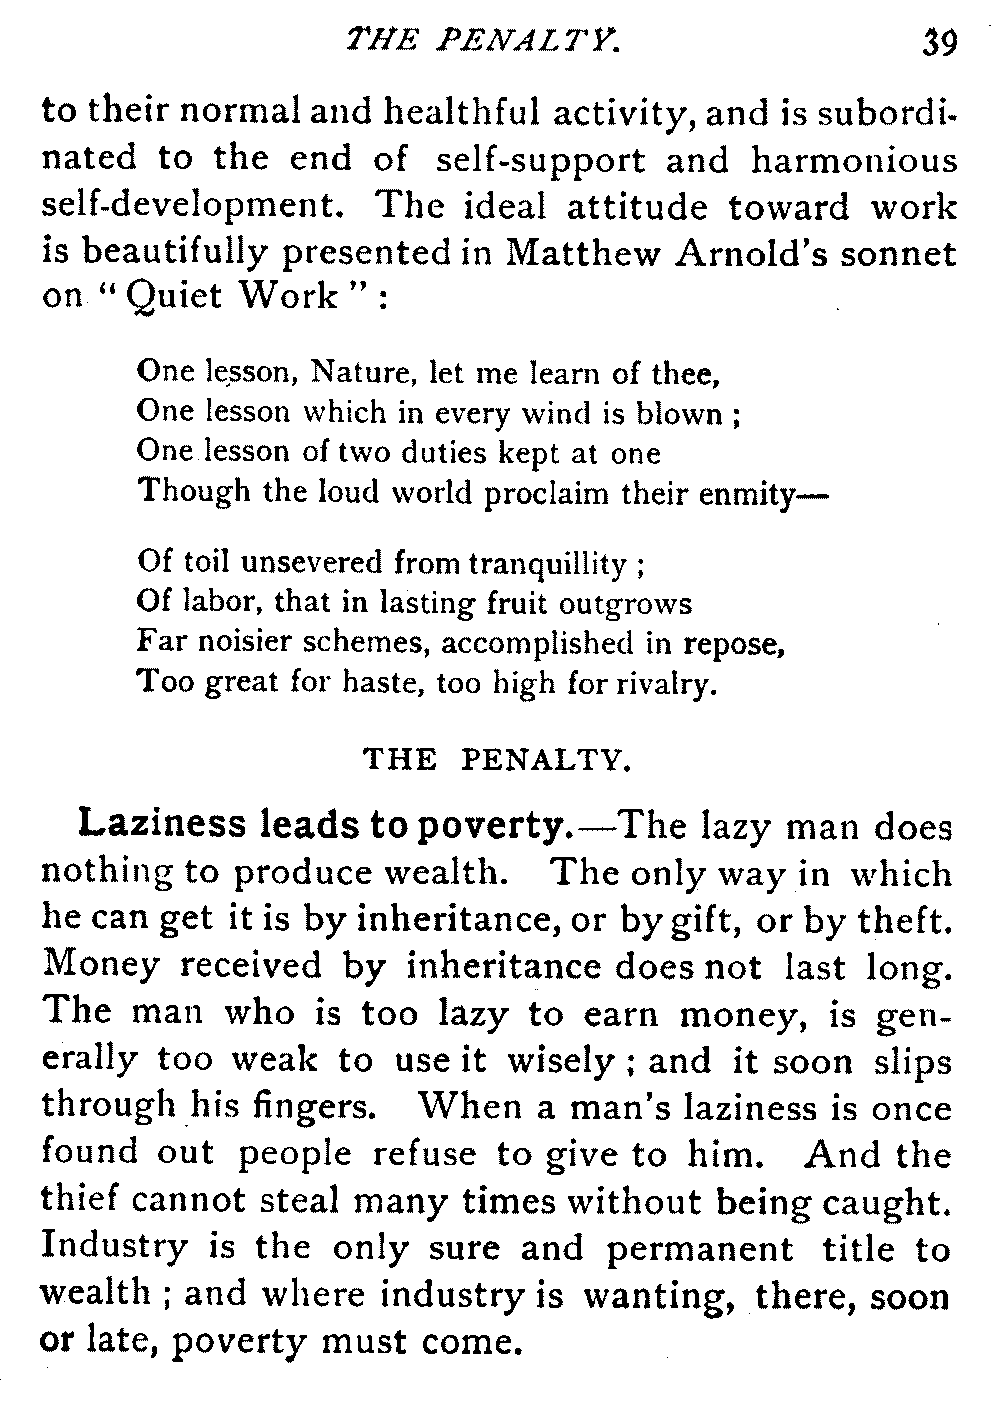 THE PENALTY. 39
to their normal and healthful activity, and is subordi-
nated to the end of self-support and harmonious
self-development. The ideal attitude toward work
is beautifully presented in Matthew Arnold's sonnet
on "Quiet Work":
One lesson, Nature, let me learn of thee,
One lesson which in every wind is blown;
One lesson of two duties kept at one
Though the loud world proclaim their enmity—
Of toil unsevered from tranquillity;
Of labor, that in lasting fruit outgrows
Far noisier schemes, accomplished in repose,
Too great for haste, too high for rivalry.
THE PENALTY.
Laziness leads to poverty.—The lazy man does
nothing to produce wealth. The only way in which
he can get it is by inheritance, or by gift, or by theft.
Money received by inheritance does not last long.
The man who is too lazy to earn money, is gen-
erally too weak to use it wisely; and it soon slips
through his fingers. When a man's laziness is once
found out people refuse to give to him. And the
thief cannot steal many times without being caught.
Industry is the only sure and permanent title to
wealth; and where industry is wanting, there, soon
or late, poverty must come.